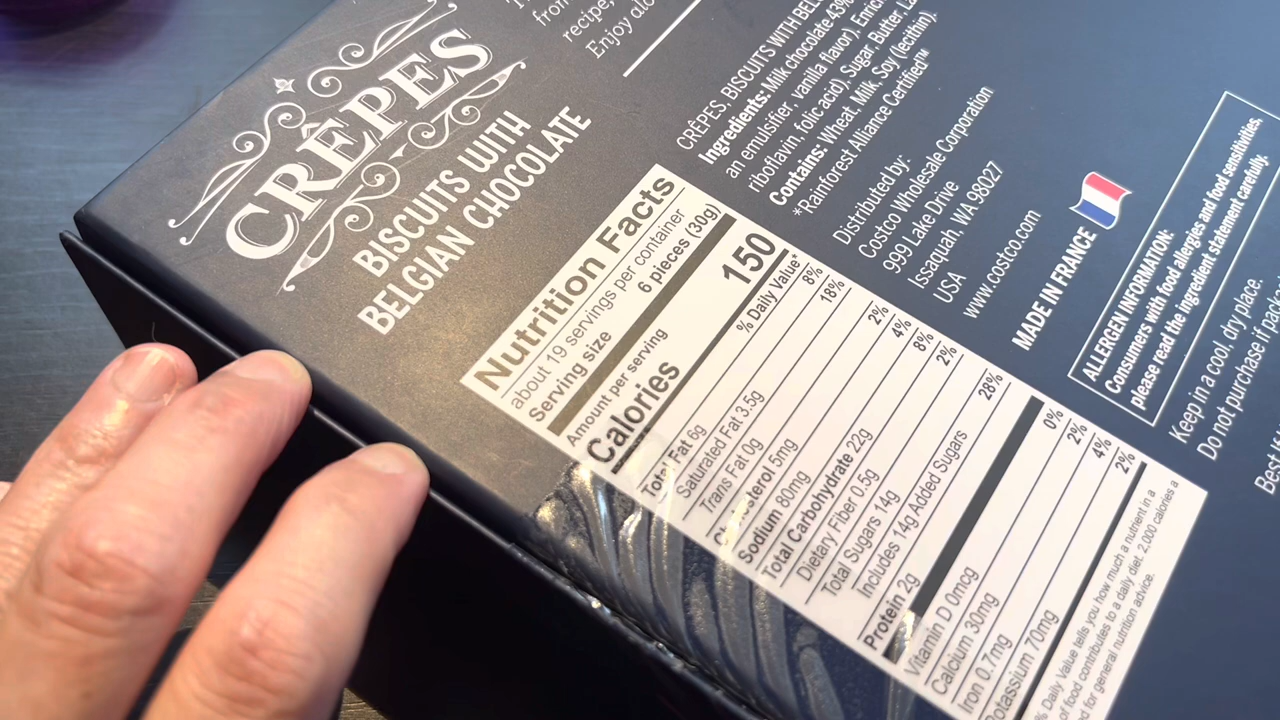 CRÊPES
BISCUITS WITH
BELGIAN CHOCOLATE
from
recipe,
Enjoy
CRÊPES, BISCUITS WITH
Ingredients: Milk chocolate 43%
an emulsifier, vanilla flavor),
riboflavin, folic acid), Sugar, Butter,
Contains: Wheat, Milk, Soy (lecithin).
*Rainforest Alliance Certified™
Distributed by:
Costco Wholesale Corporation
999 Lake Drive
Issaquah, WA 98027
USA
www.costco.com
MADE IN FRANCE
ALLERGEN INFORMATION:
Consumers with food allergies and food sensitivities,
please read the ingredient statement carefully.
Keep in a cool, dry place.
Do not purchase if
Best
Nutrition Facts
about 19 servings per container
Serving size 6 pieces (30g)
Amount per serving
Calories 150
% Daily Value*
Total Fat 6g 8%
Saturated Fat 3.5g 18%
Trans Fat 0g
Cholesterol 5mg 2%
Sodium 80mg 4%
Total Carbohydrate 22g 8%
Dietary Fiber 0.5g 2%
Total Sugars 14g
Includes 14g Added Sugars 28%
Protein 2g
Vitamin D 0mcg 0%
Calcium 30mg 2%
Iron 0.7mg 4%
Potassium 70mg 2%
% Daily Value tells you how much a nutrient in a
of food contributes to a daily diet. 2,000 calories a
for general nutrition advice.